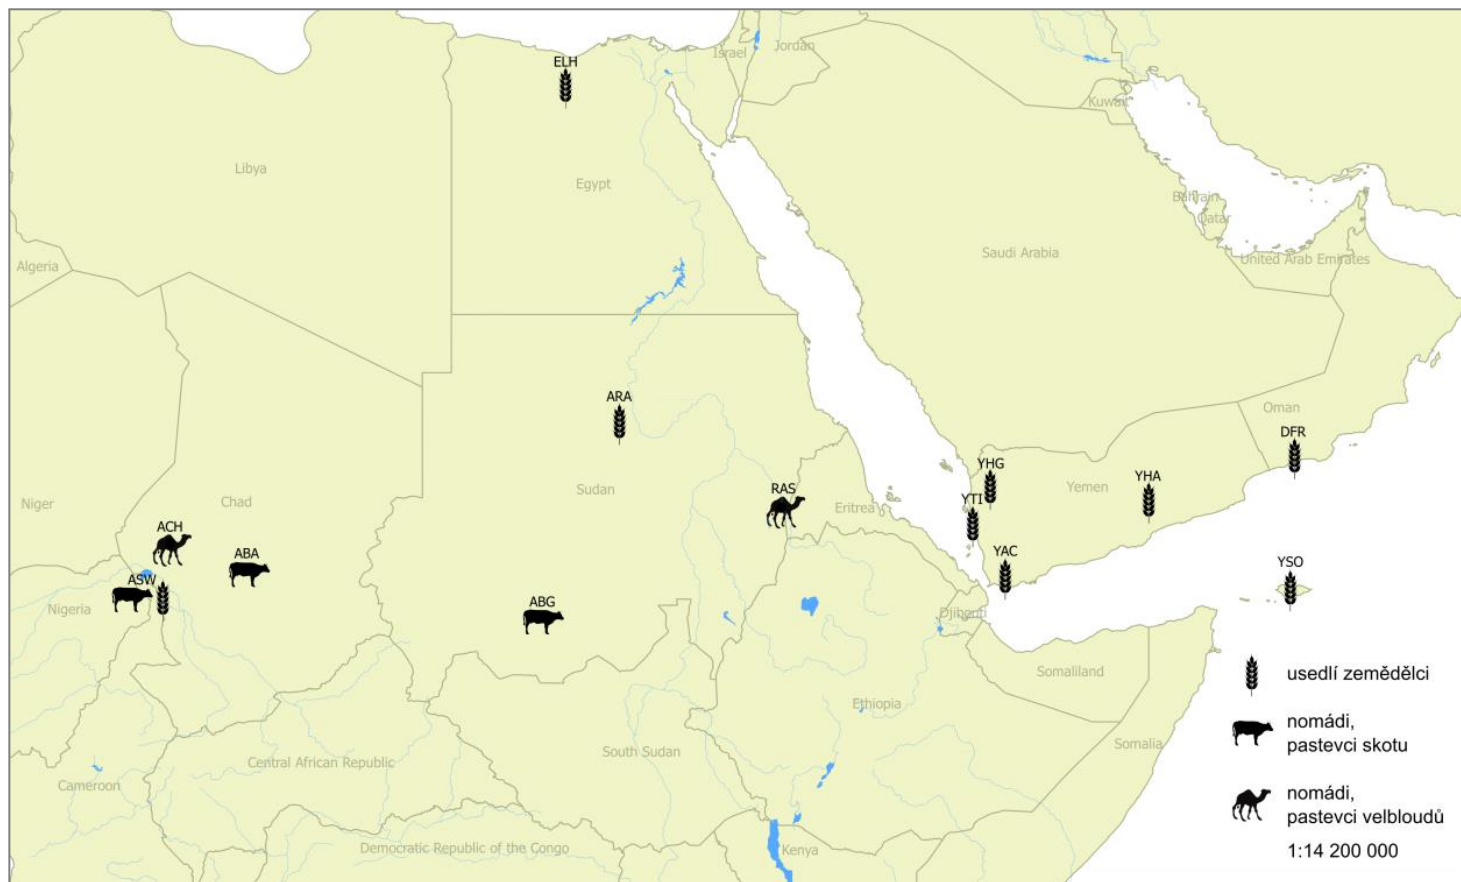 ELH
Israel
Jordan
Kuwait
Libya
Egypt
Bahrain
Qatar
Saudi Arabia
Algeria
United Arab Emirates
ARA
Oman
DFR
YHG
YHA
Yemen
YTI
RAS
Sudan
Eritrea
Niger
Chad
ACH
ABA
YAC
YSO
ASW
Nigeria
ABG
Djibouti
Somaliland
Ethiopia
Somalia
South Sudan
Central African Republic
Cameroon
Democratic Republic of the Congo
Kenya
usedlí zemědělci
nomádi,
pastevci skotu
nomádi,
pastevci velbloudů
1:14 200 000